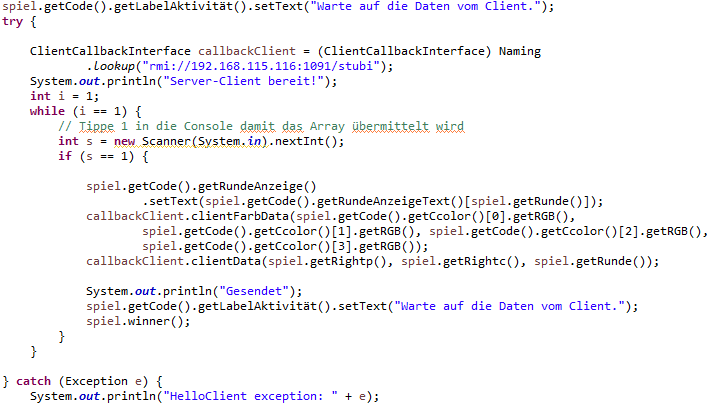 spiel.getCode().getLabelAktivität().setText("Warte auf die Daten vom Client.");
try {
ClientCallbackInterface callbackClient = (ClientCallbackInterface) Naming
.lookup("rmi://192.168.115.116:1091/stubi");
System.out.println("Server-Client bereit!");
int i = 1;
while (i == 1) {
// Tippe 1 in die Console damit das Array übermittelt wird
int s = new Scanner(System.in).nextInt();
if (s == 1) {
spiel.getCode().getRundeAnzeige()
.setText(spiel.getCode().getRundeAnzeigeText()[spiel.getRunde()]);
callbackClient.clientFarbData(spiel.getCode().getCcolor()[0].getRGB(),
spiel.getCode().getCcolor()[1].getRGB(), spiel.getCode().getCcolor()[2].getRGB(),
spiel.getCode().getCcolor()[3].getRGB());
callbackClient.clientData(spiel.getRightp(), spiel.getRightc(), spiel.getRunde());
System.out.println("Gesendet");
spiel.getCode().getLabelAktivität().setText("Warte auf die Daten vom Client.");
spiel.winner();
}
}
} catch (Exception e) {
System.out.println("HelloClient exception: " + e);